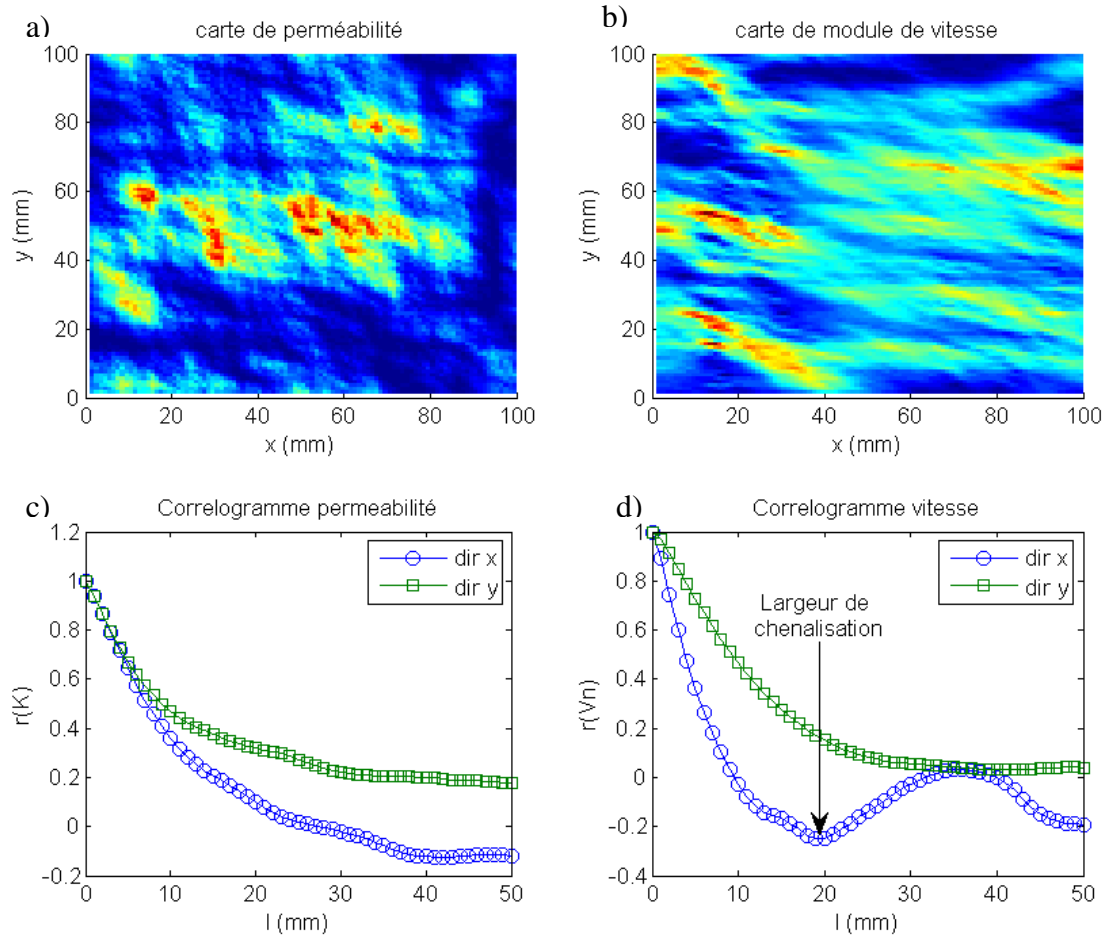 a)
carte de perméabilité
100
80
60
40
20
0
y (mm)
0 20 40 60 80 100
x (mm)
b)
carte de module de vitesse
100
80
60
40
20
0
y (mm)
0 20 40 60 80 100
x (mm)
c)
Correlogramme permeabilité
1.2
1
0.8
0.6
0.4
0.2
0
-0.2
r(K)
dir x
dir y
0 10 20 30 40 50
l (mm)
d)
Correlogramme vitesse
1
0.8
0.6
0.4
0.2
0
-0.2
-0.4
r(Vn)
dir x
dir y
Largeur de
chenalisation
0 10 20 30 40 50
l (mm)